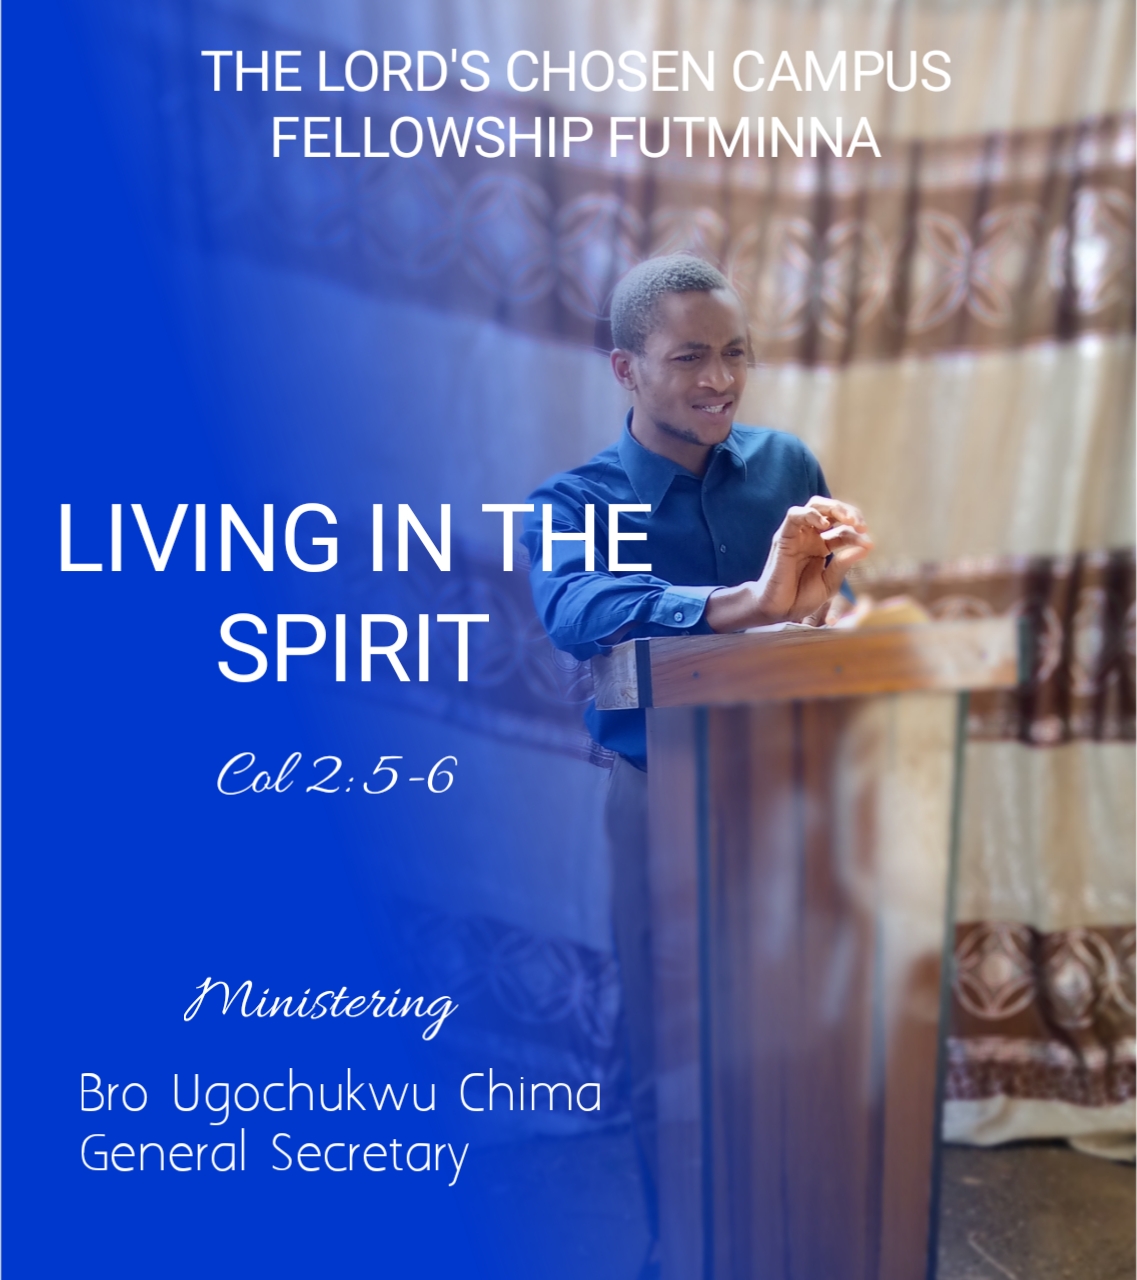 THE LORD'S CHOSEN CAMPUS
FELLOWSHIP FUTMINNA
LIVING IN THE
SPIRIT
Col 2:5-6
Ministering
Bro Ugochukwu Chima
General Secretary